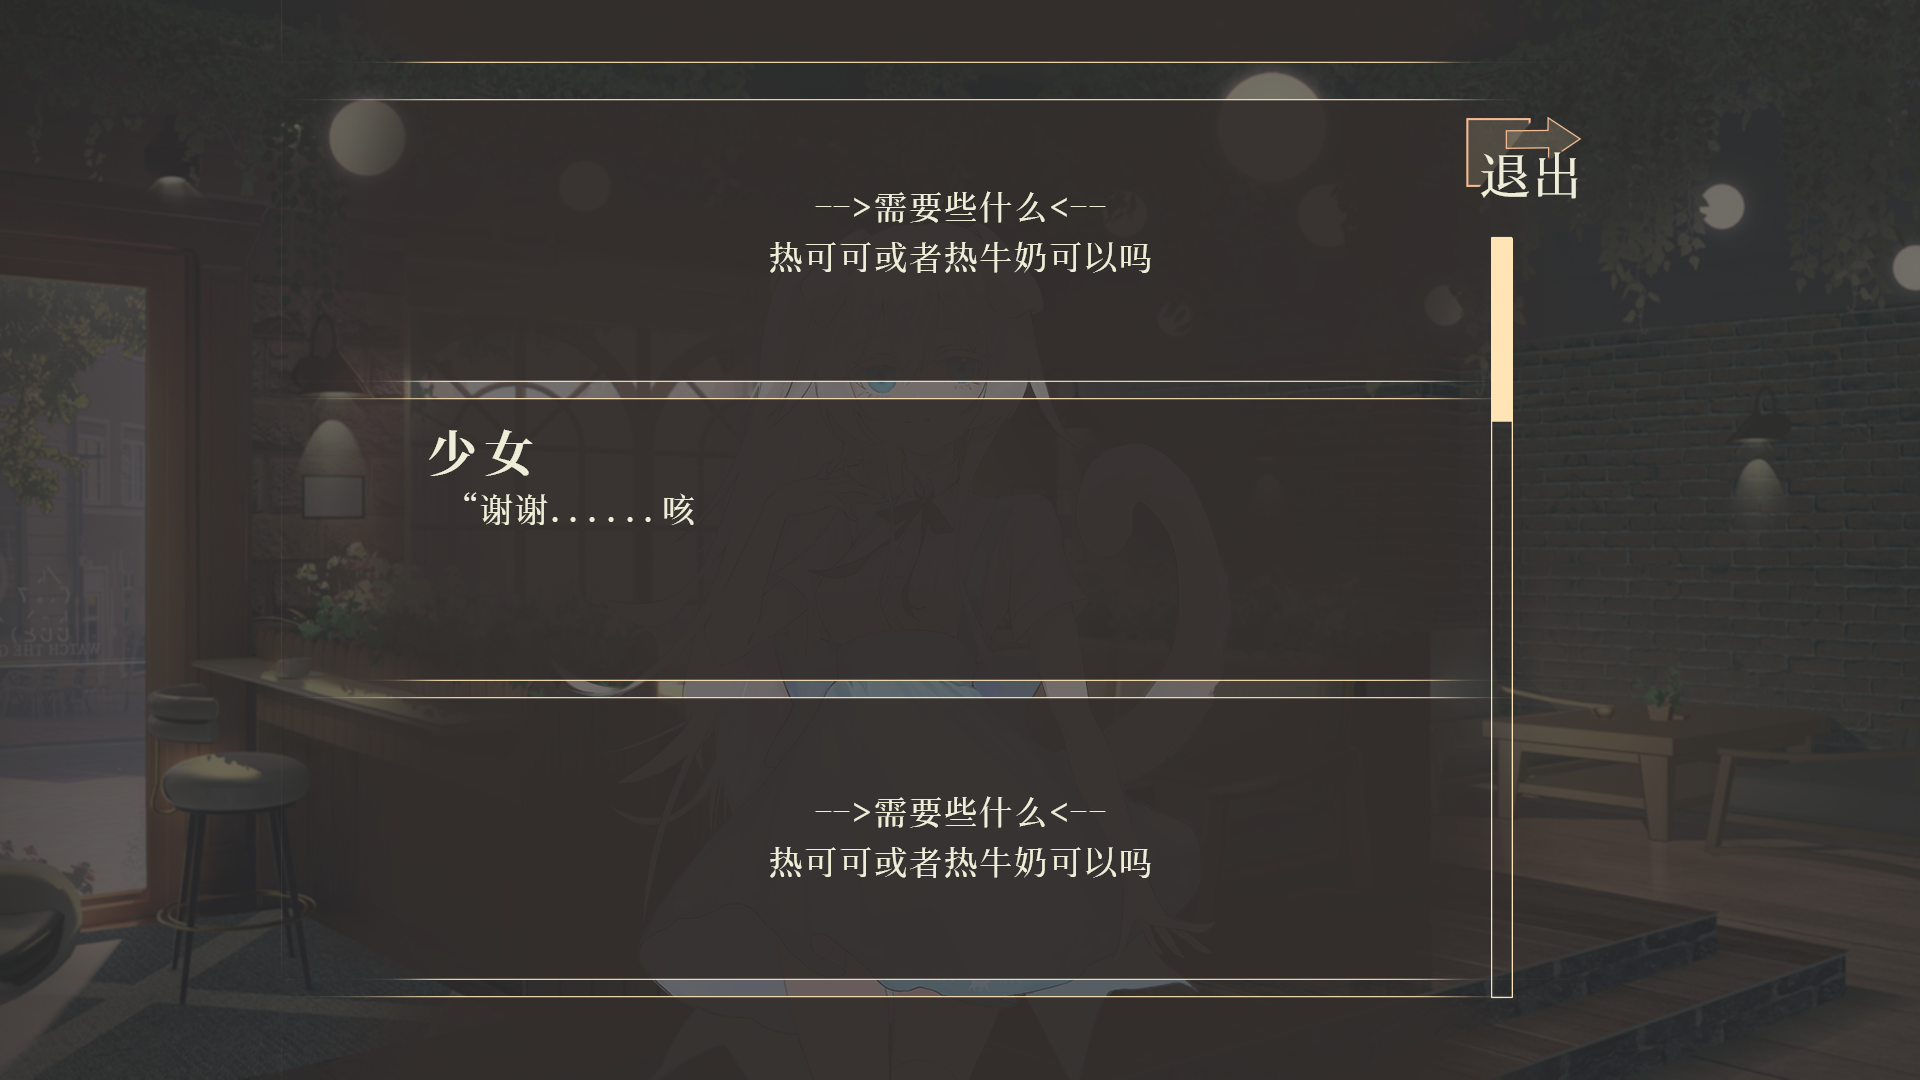 -->需要些什么<--
热可可或者热牛奶可以吗
退出
少女
“谢谢......咳
-->需要些什么<--
热可可或者热牛奶可以吗